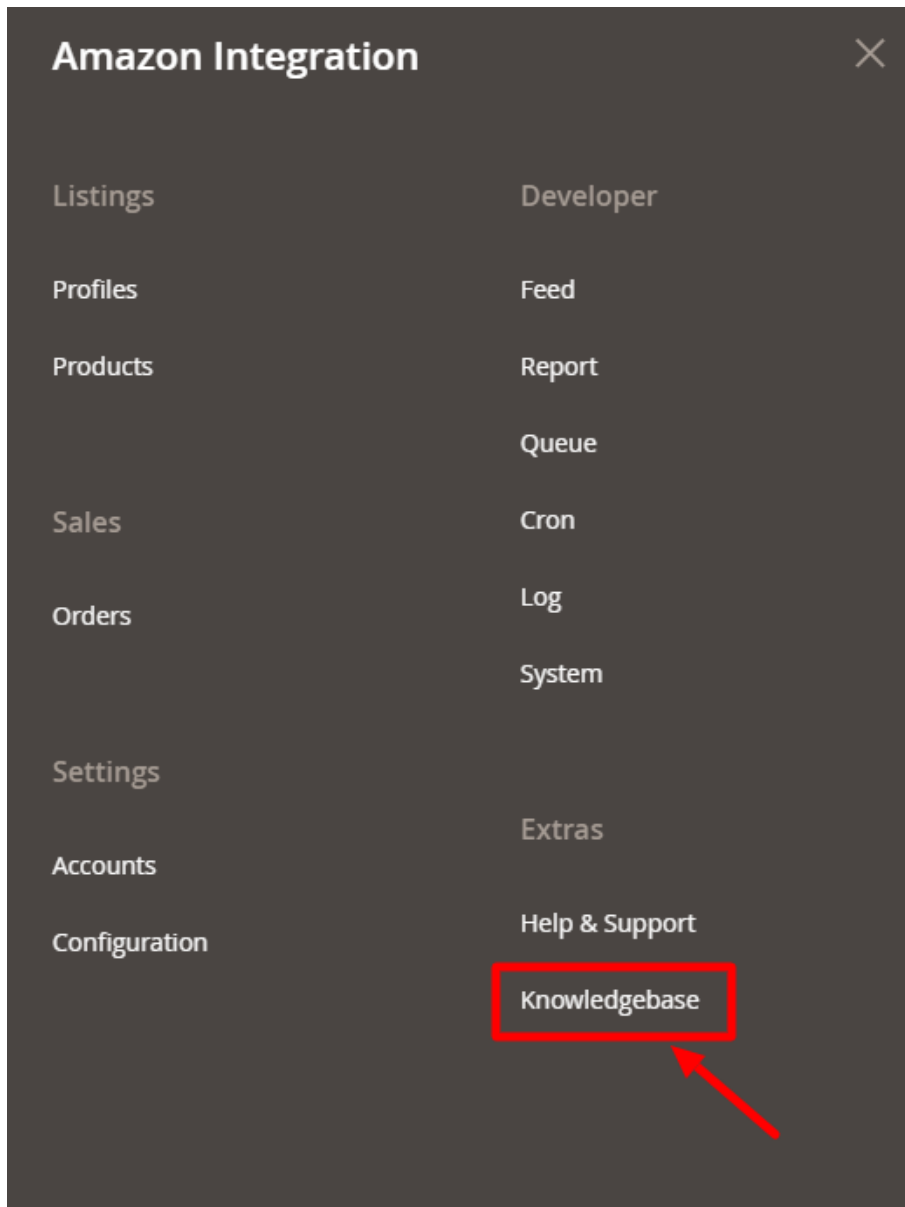 Amazon Integration
Listings
Profiles
Products
Sales
Orders
Settings
Accounts
Configuration
Developer
Feed
Report
Queue
Cron
Log
System
Extras
Help & Support
Knowledgebase